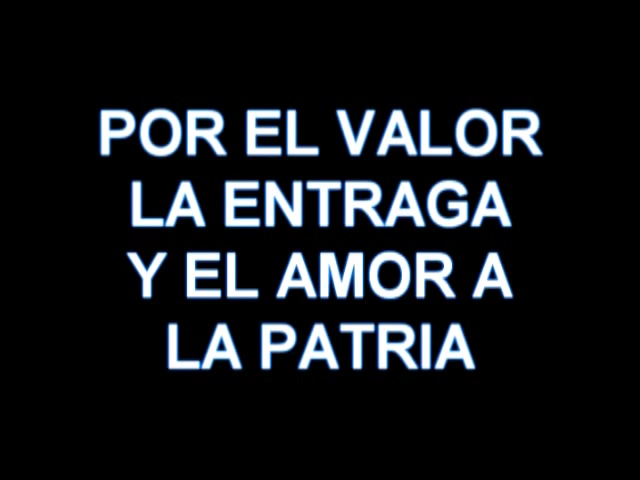 POR EL VALOR
LA ENTRAGA
Y EL AMOR A
LA PATRIA